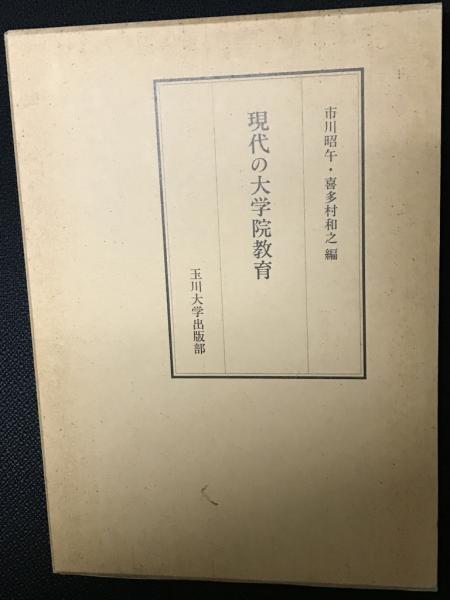 市川昭午・喜多村和之 編
現代の大学院教育
玉川大学出版部